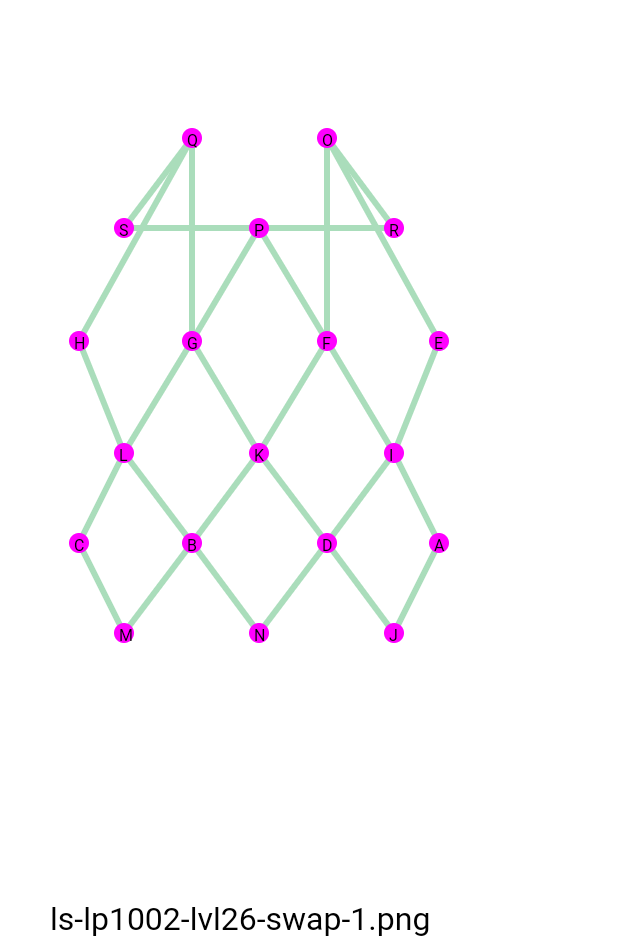 Q O
S P R
H G F E
L K I
C B D A
M N J
ls-lp1002-lvl26-swap-1.png